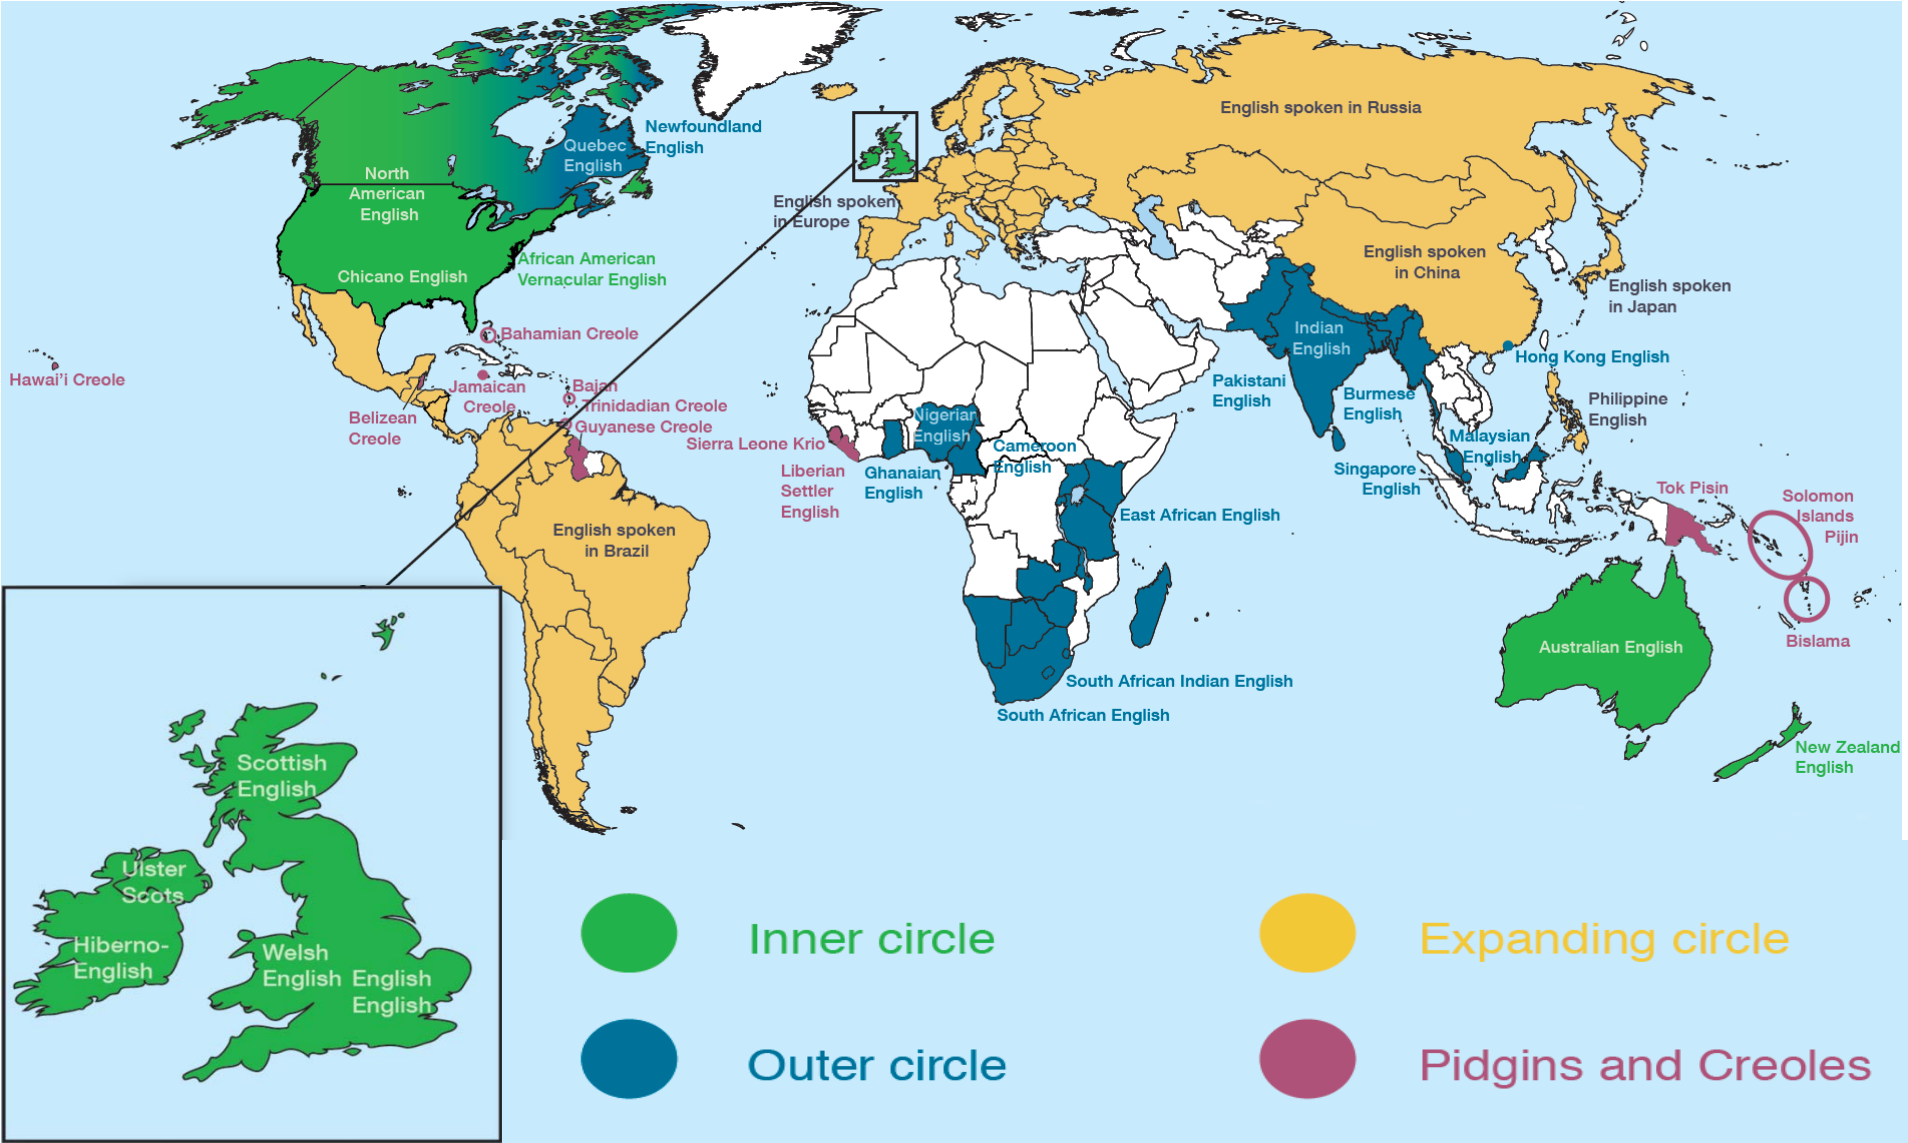 English spoken in Russia
Newfoundland
English
Quebec
English
North
American
English
English spoken
in Europe
African American
Vernacular English
Chicano English
English spoken
in China
English spoken
in Japan
Bahamian Creole
Indian
English
Hong Kong English
Hawai'i Creole
Jamaican
Creole
Bajan
Trinidadian Creole
Guyanese Creole
Belizean
Creole
Pakistani
English
Burmese
English
Philippine
English
Nigerian
English
Cameroon
English
Sierra Leone Krio
Liberian
Settler
English
Ghanaian
English
Malaysian
English
Singapore
English
Tok Pisin
Solomon
Islands
Pijin
East African English
English spoken
in Brazil
Bislama
Australian English
South African Indian English
South African English
New Zealand
English
Scottish
English
Ulster
Scots
Hiberno-
English
Welsh
English
English
English
Inner circle
Expanding circle
Outer circle
Pidgins and Creoles